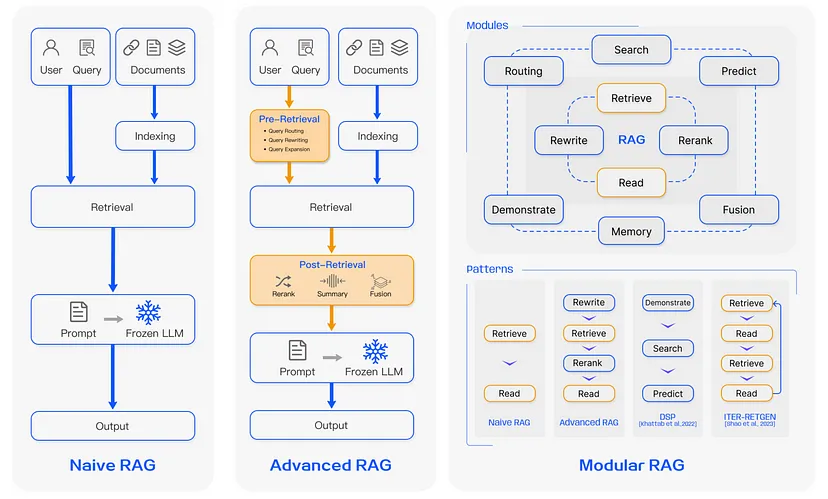 User Query
Documents
Indexing
Retrieval
Prompt
Frozen LLM
Output
Naive RAG
User Query
Documents
Pre-Retrieval
• Query Routing
• Query Rewriting
• Query Expansion
Indexing
Retrieval
Post-Retrieval
Rerank
Summary
Fusion
Prompt
Frozen LLM
Output
Advanced RAG
Modules
Search
Routing
Predict
Retrieve
Rewrite
RAG
Rerank
Read
Demonstrate
Fusion
Memory
Patterns
Retrieve
Read
Naive RAG
Rewrite
Retrieve
Rerank
Read
Advanced RAG
Demonstrate
Search
Predict
DSP
[Khattab et al.,2022]
Retrieve
Read
Retrieve
Read
ITER-RETGEN
[Shao et al., 2023]
Modular RAG